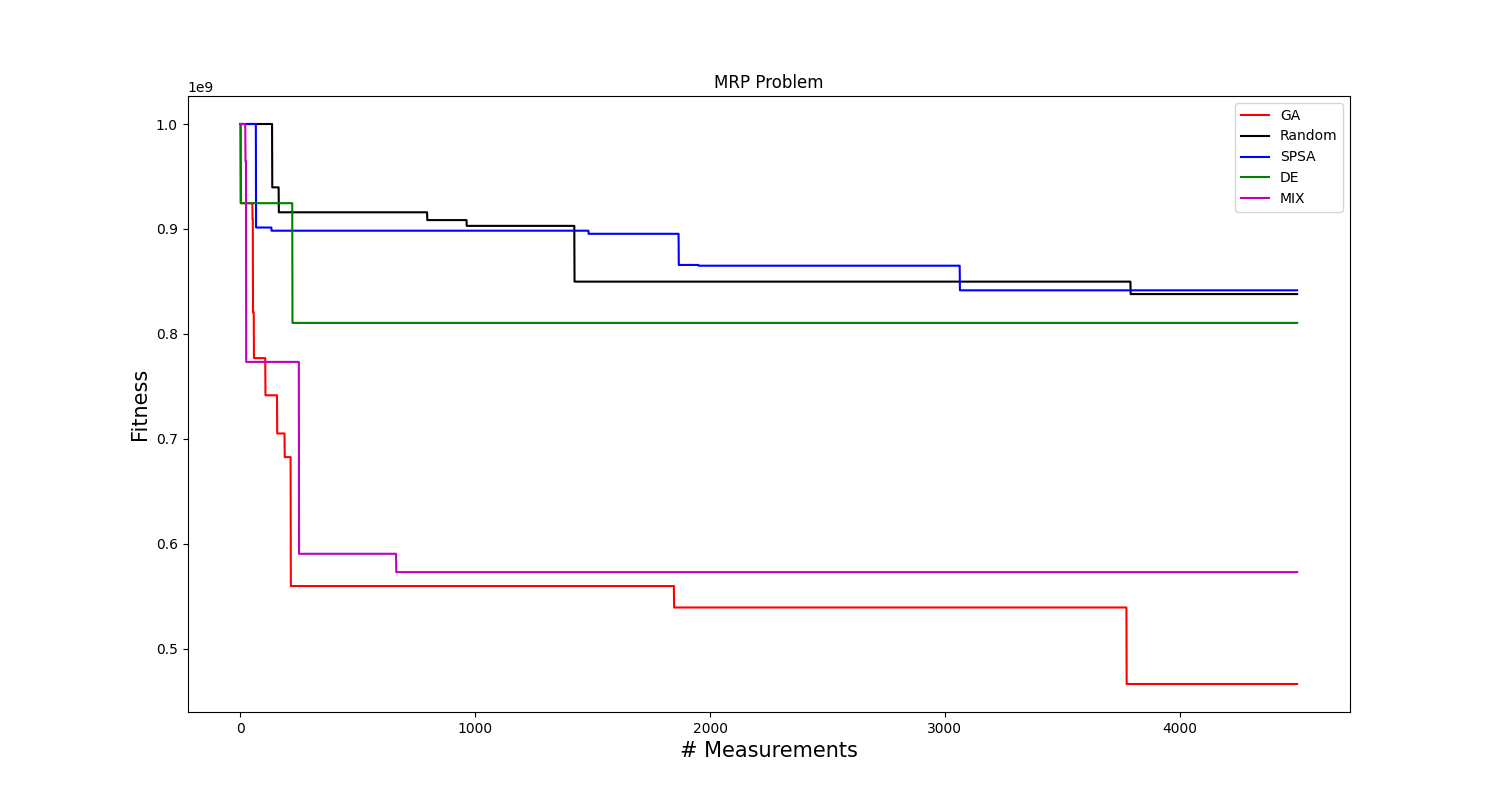 MRP Problem
1e9
1.0
0.9
0.8
0.7
0.6
0.5
Fitness
0 1000 2000 3000 4000
# Measurements
GA
Random
SPSA
DE
MIX